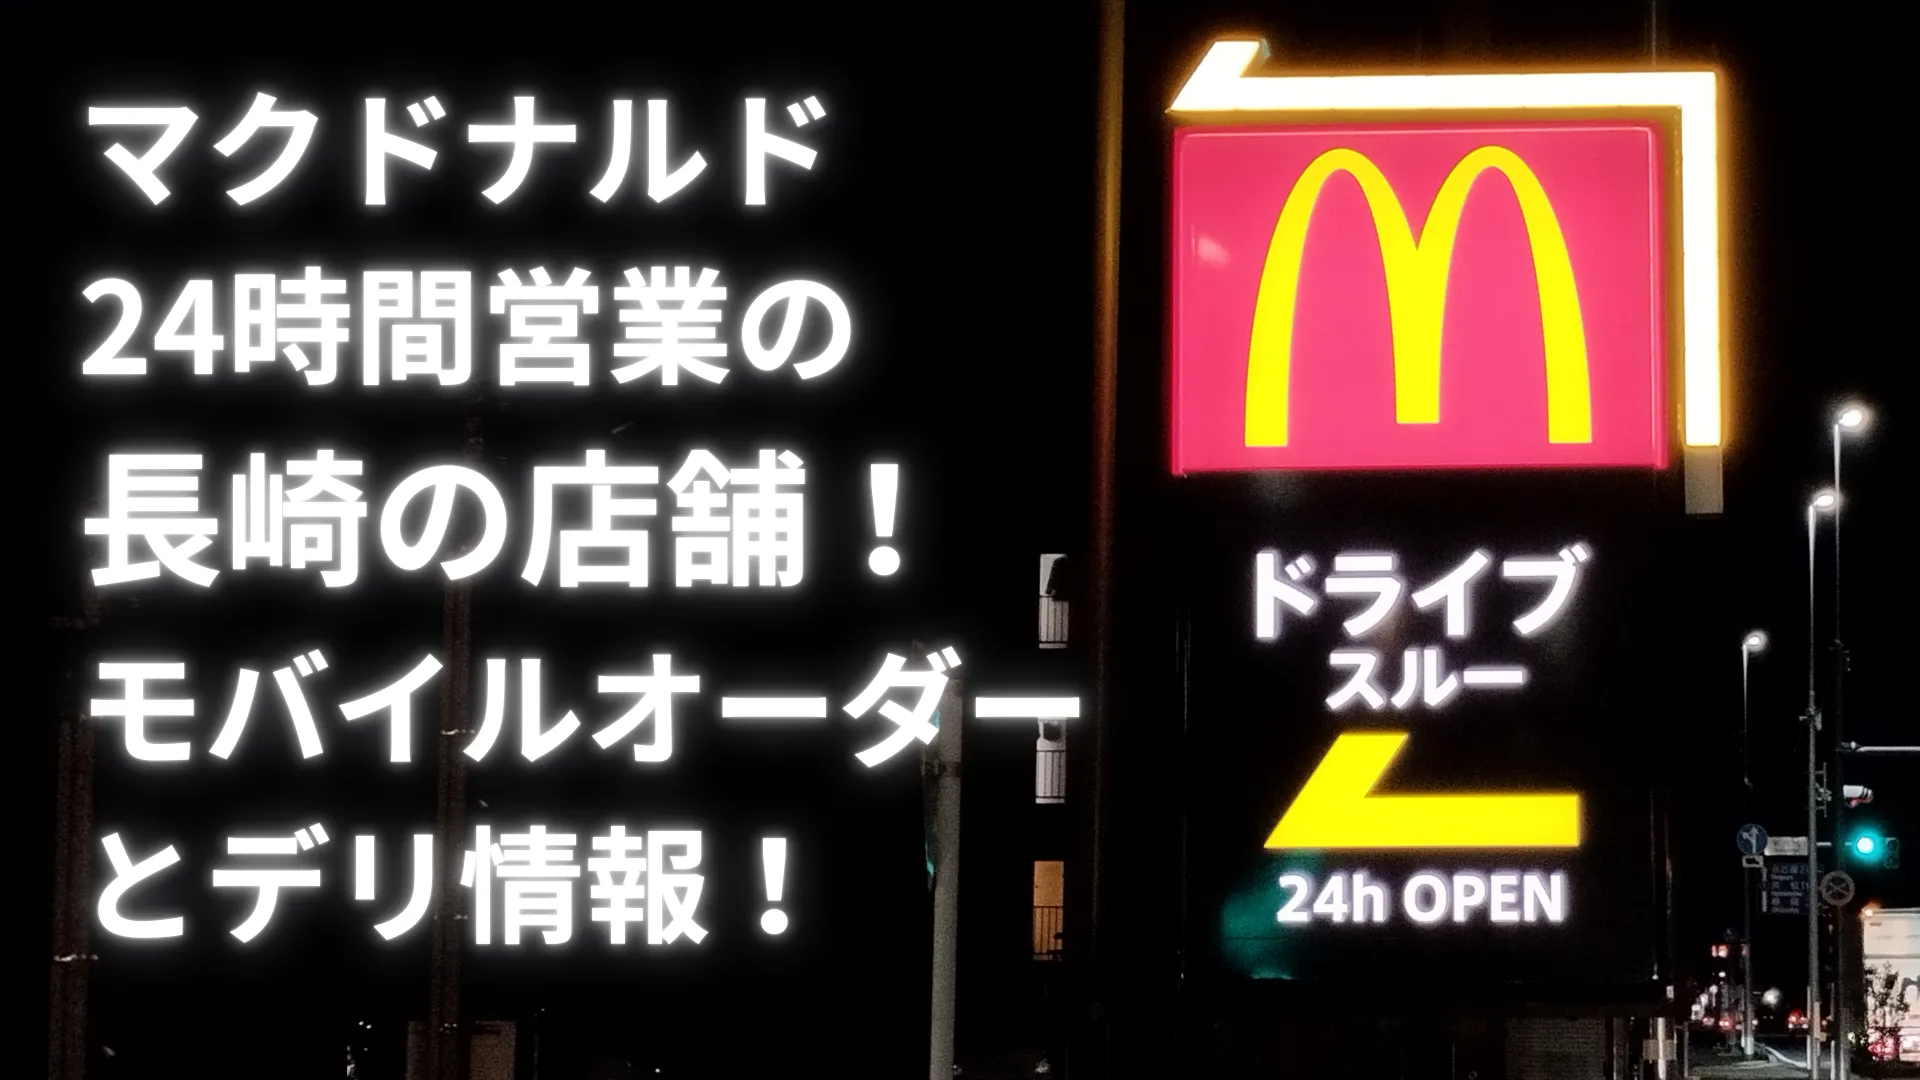 マクドナルド
24時間営業の
長崎の店舗！
モバイルオーダー
とデリ情報！
ドライブ
スルー
24h OPEN